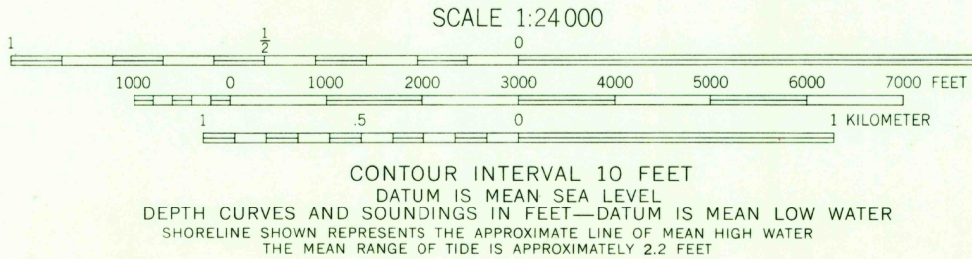 SCALE 1:24 000
1 1/2 0
1000 0 1000 2000 3000 4000 5000 6000 7000 FEET
1 .5 0 1 KILOMETER
CONTOUR INTERVAL 10 FEET
DATUM IS MEAN SEA LEVEL
DEPTH CURVES AND SOUNDINGS IN FEET—DATUM IS MEAN LOW WATER
SHORELINE SHOWN REPRESENTS THE APPROXIMATE LINE OF MEAN HIGH WATER
THE MEAN RANGE OF TIDE IS APPROXIMATELY 2.2 FEET